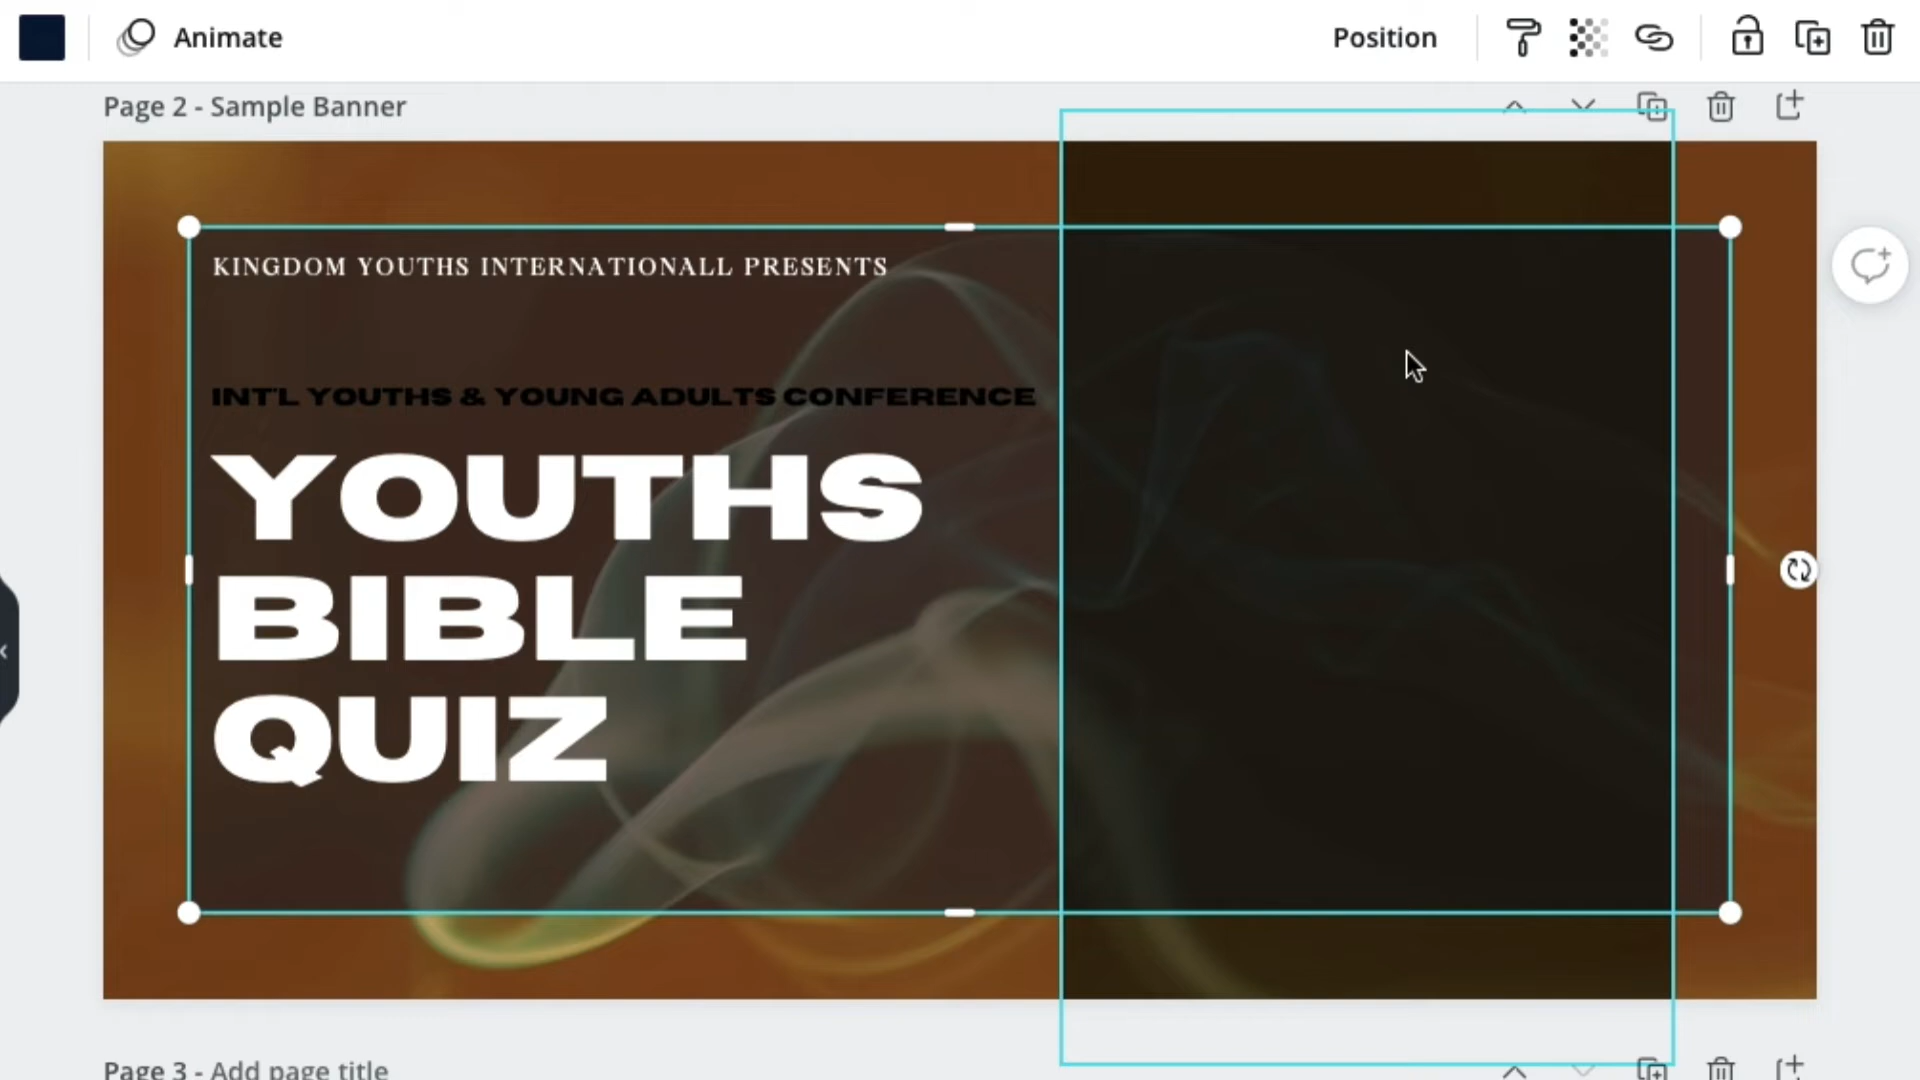 Animate
Position
Page 2 - Sample Banner
KINGDOM YOUTHS INTERNATIONALL PRESENTS
INT'L YOUTHS & YOUNG ADULTS CONFERENCE
YOUTHS
BIBLE
QUIZ
Page 3 - Add page title